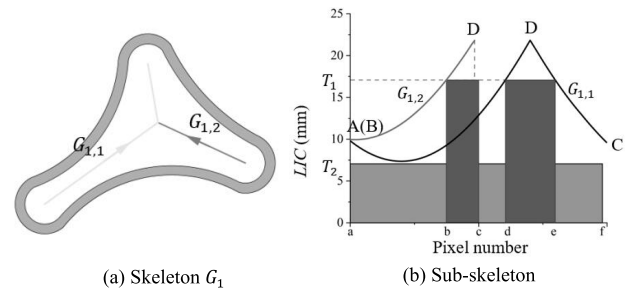 G₁,₁
G₁,₂
(a) Skeleton G₁
LIC (mm)
25
20
15
10
5
0
T₁
T₂
D
D
G₁,₂
G₁,₁
A(B)
C
a
b
c
d
e
f
Pixel number
(b) Sub-skeleton